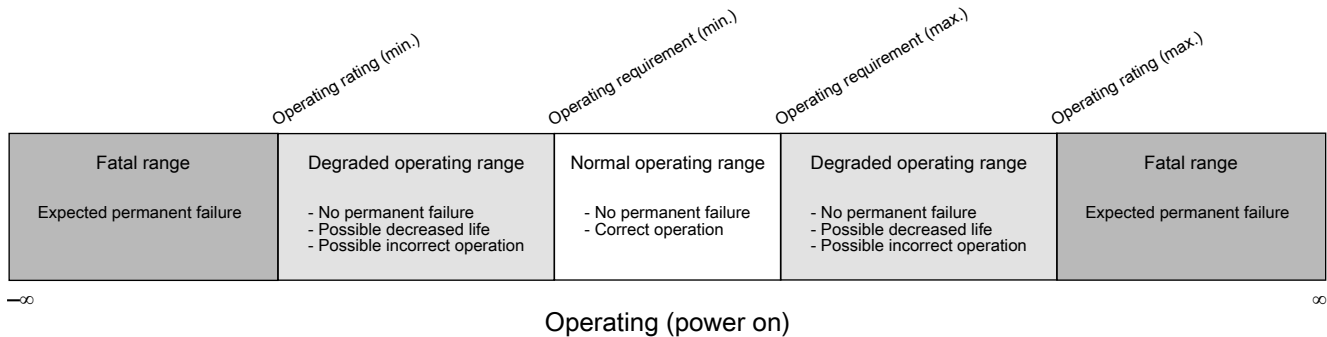 Operating rating (min.)
Operating requirement (min.)
Operating requirement (max.)
Operating rating (max.)
Fatal range
Degraded operating range
Normal operating range
Degraded operating range
Fatal range
Expected permanent failure
- No permanent failure
- Possible decreased life
- Possible incorrect operation
- No permanent failure
- Correct operation
- No permanent failure
- Possible decreased life
- Possible incorrect operation
Expected permanent failure
–∞
∞
Operating (power on)